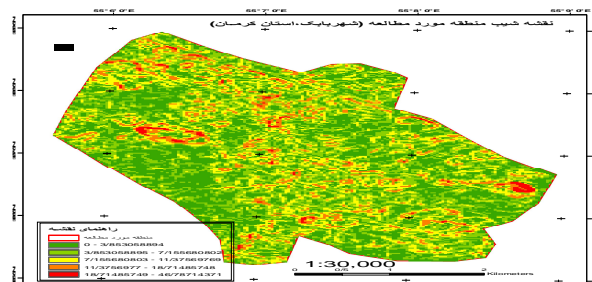 55°6'0"E 55°7'0"E 55°8'0"E 55°9'0"E
نقشه شیب منطقه مورد مطالعه (شهربابک،استان کرمان)
راهنمای نقشه
منطقه مورد مطالعه
0 - 3/853058894
3/853058895 - 7/155680802
7/155680803 - 11/37569769
11/3756977 - 18/71485748
18/71485749 - 46/78714371
1:30,000
0 0/5 1 2
Kilometers